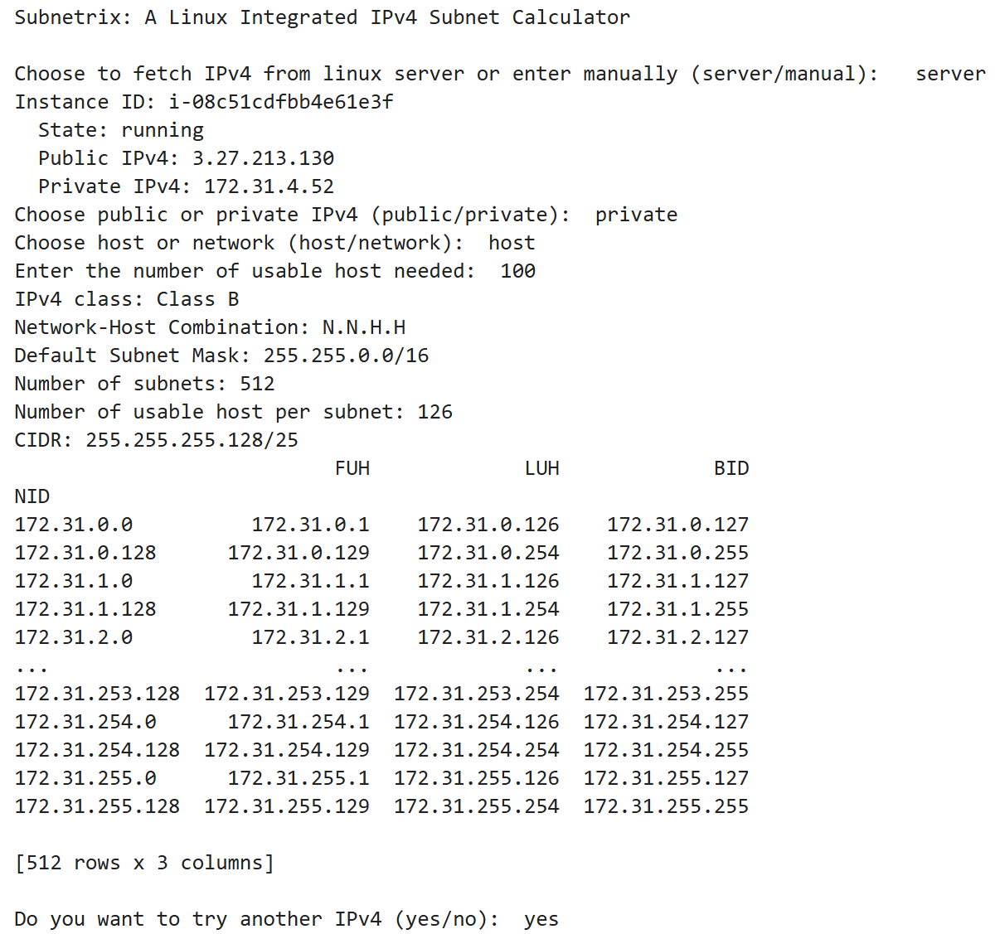 Subnetrix: A Linux Integrated IPv4 Subnet Calculator
Choose to fetch IPv4 from linux server or enter manually (server/manual):   server
Instance ID: i-08c51cdfbb4e61e3f
  State: running
  Public IPv4: 3.27.213.130
  Private IPv4: 172.31.4.52
Choose public or private IPv4 (public/private):  private
Choose host or network (host/network):  host
Enter the number of usable host needed:  100
IPv4 class: Class B
Network-Host Combination: N.N.H.H
Default Subnet Mask: 255.255.0.0/16
Number of subnets: 512
Number of usable host per subnet: 126
CIDR: 255.255.255.128/25
                           FUH             LUH             BID
NID
172.31.0.0          172.31.0.1    172.31.0.126    172.31.0.127
172.31.0.128      172.31.0.129    172.31.0.254    172.31.0.255
172.31.1.0          172.31.1.1    172.31.1.126    172.31.1.127
172.31.1.128      172.31.1.129    172.31.1.254    172.31.1.255
172.31.2.0          172.31.2.1    172.31.2.126    172.31.2.127
...                        ...             ...             ...
172.31.253.128  172.31.253.129  172.31.253.254  172.31.253.255
172.31.254.0      172.31.254.1  172.31.254.126  172.31.254.127
172.31.254.128  172.31.254.129  172.31.254.254  172.31.254.255
172.31.255.0      172.31.255.1  172.31.255.126  172.31.255.127
172.31.255.128  172.31.255.129  172.31.255.254  172.31.255.255
[512 rows x 3 columns]
Do you want to try another IPv4 (yes/no):  yes